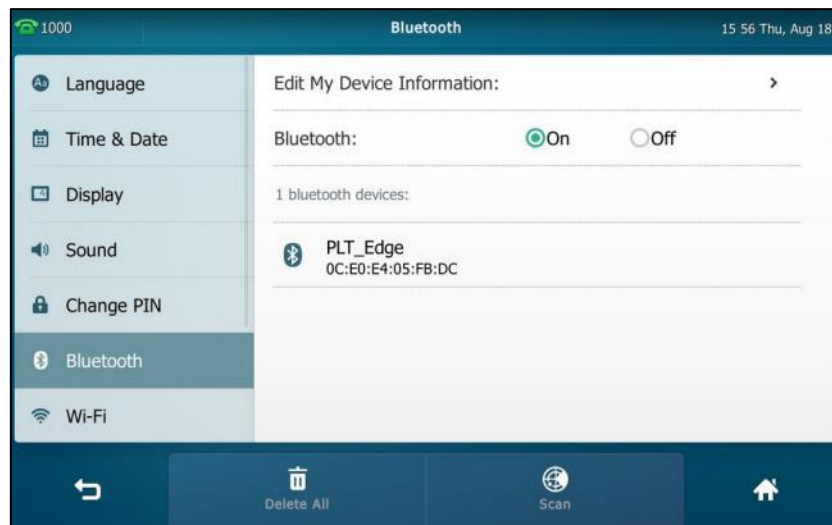 1000
Bluetooth
15 56 Thu, Aug 18
Language
Time & Date
Display
Sound
Change PIN
Bluetooth
Wi-Fi
Edit My Device Information:
Bluetooth:
On
Off
1 bluetooth devices:
PLT_Edge
0C:E0:E4:05:FB:DC
Delete All
Scan